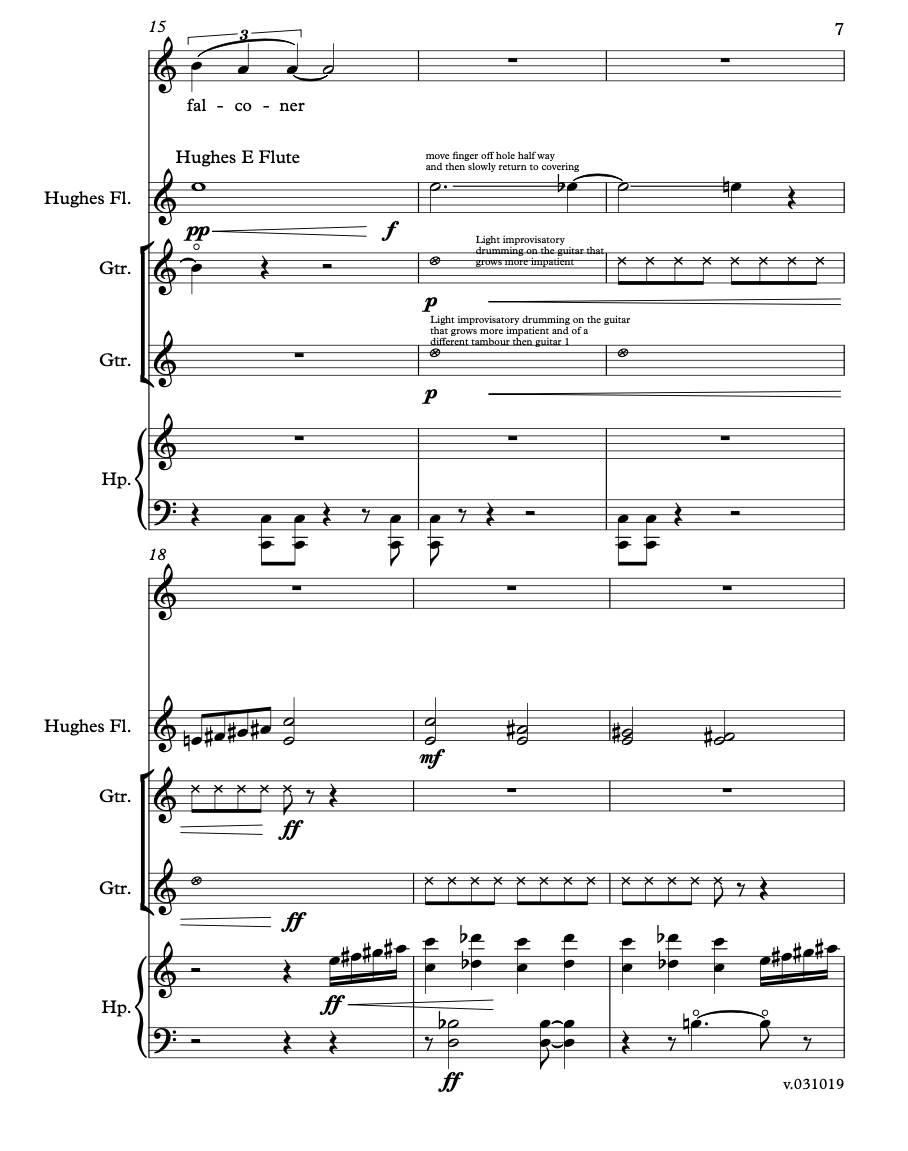 15
7
3
fal - co - ner
Hughes E Flute
move finger off hole half way
and then slowly return to covering
Hughes Fl.
pp
f
Light improvisatory
drumming on the guitar that
grows more impatient
Gtr.
p
Light improvisatory drumming on the guitar
that grows more impatient and of a
different tambour then guitar 1
Gtr.
p
Hp.
18
Hughes Fl.
mf
Gtr.
ff
Gtr.
ff
Hp.
ff
ff
v.031019